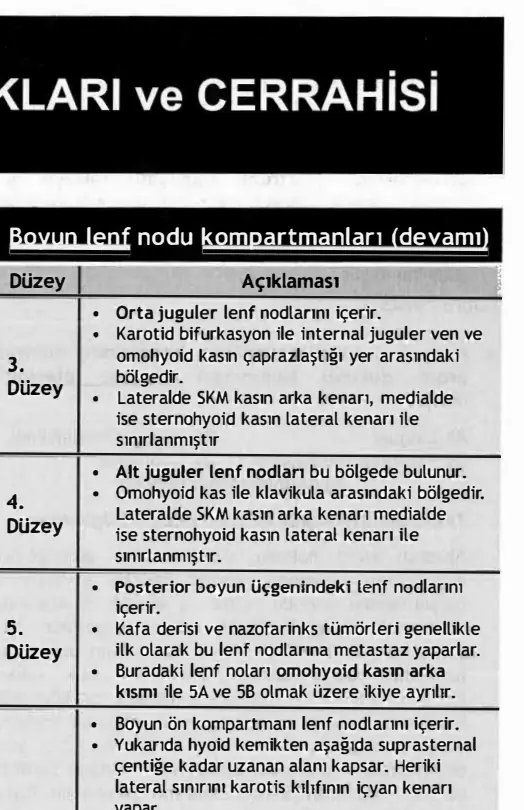 KLARI ve CERRAHİSİ
Boyun lenf nodu kompartmanları (devamı)
Düzey
Açıklaması
3.
Düzey
• Orta juguler lenf nodlarını içerir.
• Karotid bifurkasyon ile internal juguler ven ve
omohyoid kasın çaprazlaştığı yer arasındaki
bölgedir.
• Lateralde SKM kasın arka kenarı, medialde
ise sternohyoid kasın lateral kenarı ile
sınırlanmıştır
4.
Düzey
• Alt juguler lenf nodları bu bölgede bulunur.
• Omohyoid kas ile klavikula arasındaki bölgedir.
• Lateralde SKM kasın arka kenarı medialde
ise sternohyoid kasın lateral kenarı ile
sınırlanmıştır.
5.
Düzey
• Posterior boyun üçgenindeki lenf nodlarını
içerir.
• Kafa derisi ve nazofarinks tümörleri genellikle
ilk olarak bu lenf nodlarına metastaz yaparlar.
• Buradaki lenf noları omohyoid kasın arka
kısmı ile 5A ve 5B olmak üzere ikiye ayrılır.
• Boyun ön kompartmanı lenf nodlarını içerir.
• Yukarıda hyoid kemikten aşağıda suprasternal
çentiğe kadar uzanan alanı kapsar. Heriki
lateral sınırını karotis kılıfının içyan kenarı
yapar.